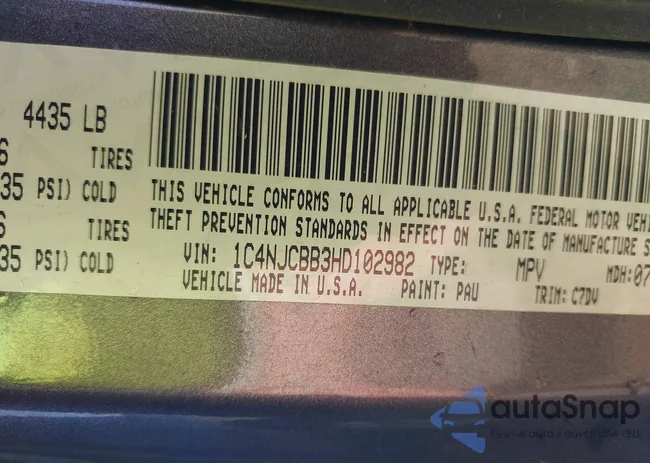 4435 LB
6 TIRES
35 PSI) COLD
6 TIRES
35 PSI) COLD
THIS VEHICLE CONFORMS TO ALL APPLICABLE U.S.A. FEDERAL MOTOR VEHI
THEFT PREVENTION STANDARDS IN EFFECT ON THE DATE OF MANUFACTURE S
VIN: 1C4NJCBB3HD102982 TYPE: MPV MDH:07
VEHICLE MADE IN U.S.A. PAINT: PAU TRIM: C7DV
autaSnap